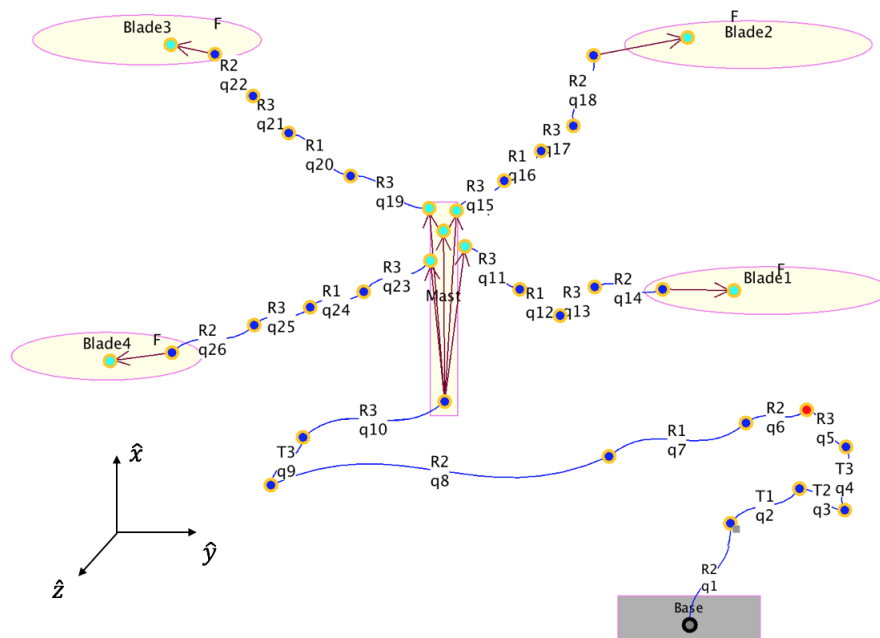 F
Blade3
R2
q22
R3
q21
R1
q20
R3
q19
F
Blade2
R2
q18
R3
q17
R1
q16
R3
q15
Mast
R3
q11
R1
q12
R3
q13
R2
q14
F
Blade1
R3
q23
R1
q24
R3
q25
R2
q26
F
Blade4
R3
q10
T3
q9
R2
q8
R1
q7
R2
q6
R3
q5
T3
q4
T2
q3
T1
q2
R2
q1
Base
x̂
ŷ
ẑ